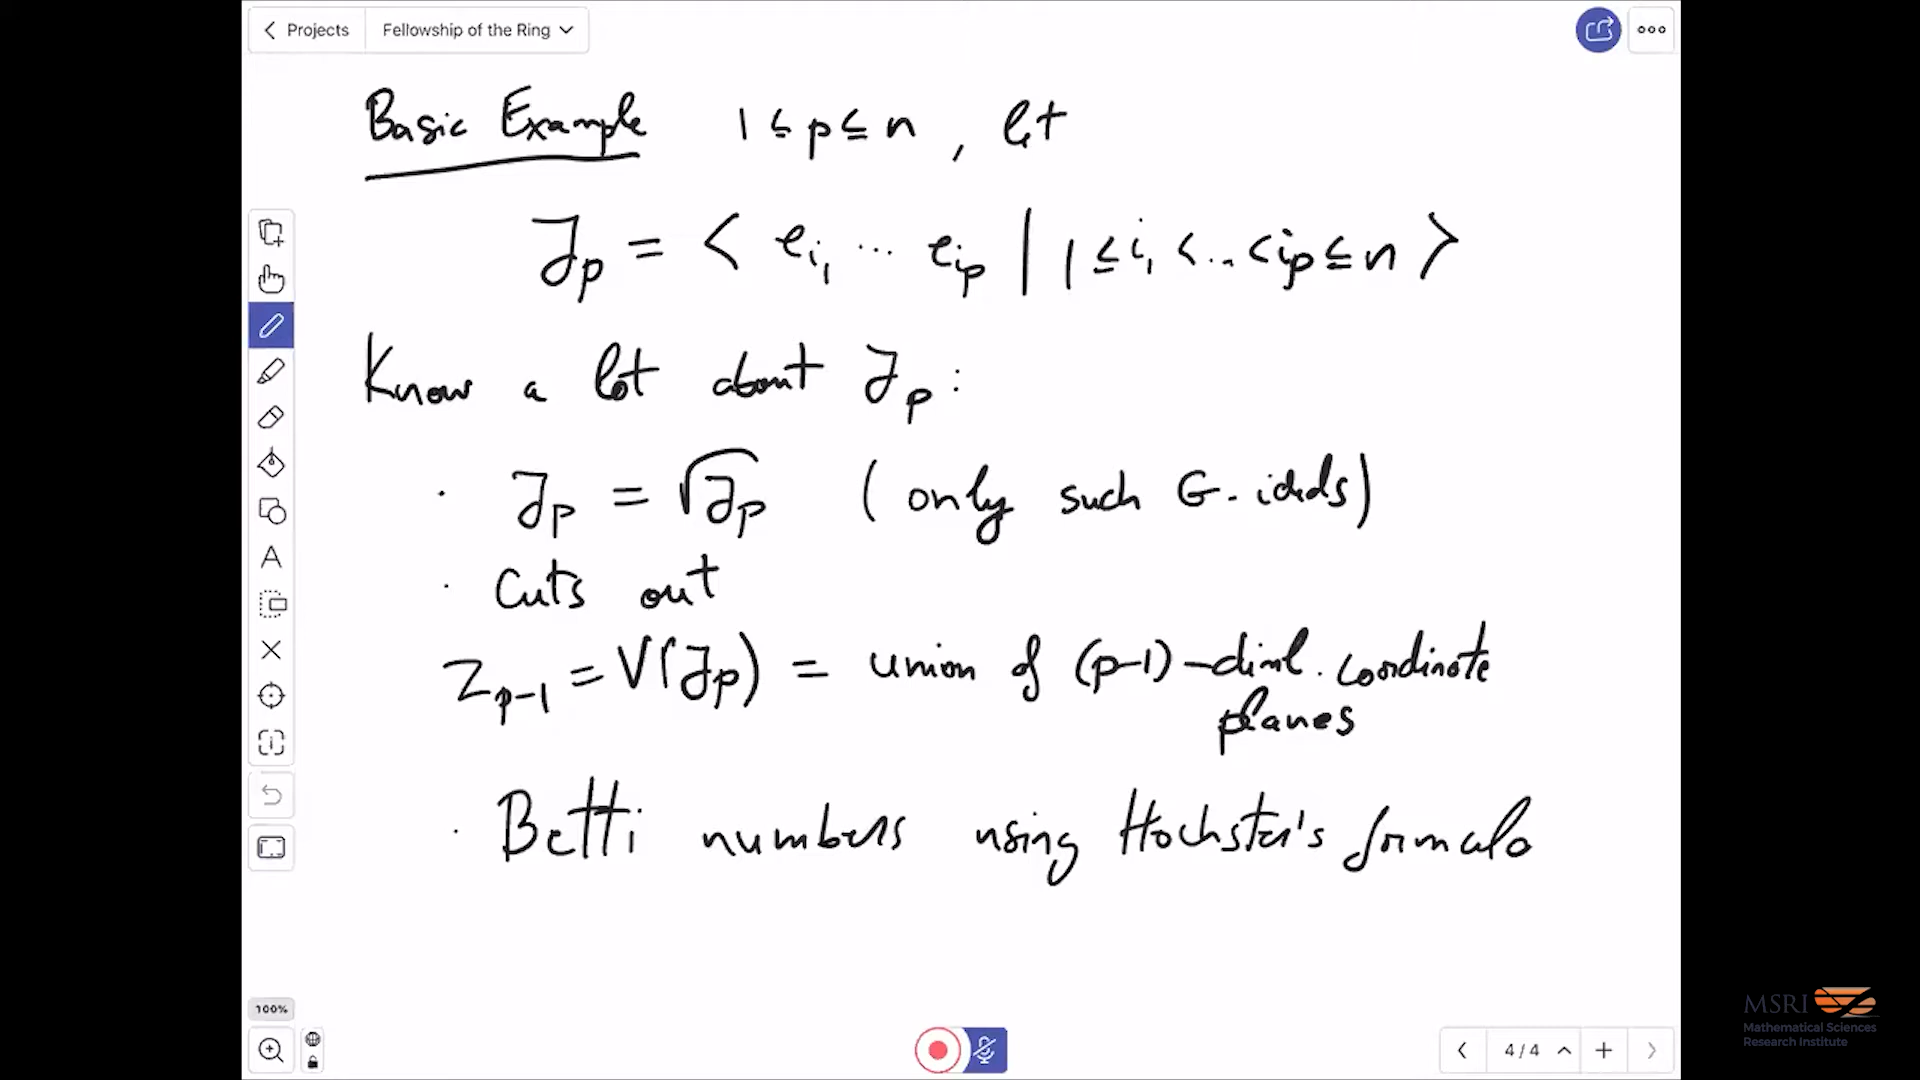 Projects
Fellowship of the Ring
Basic Example 1 ≤ p ≤ n , let
J_p = < e_{i_1} ... e_{i_p} | 1 ≤ i_1 < ... < i_p ≤ n >
Know a lot about J_p :
· J_p = √J_p (only such G-ideals)
· Cuts out
Z_{p-1} = V(J_p) = union of (p-1)-diml. coordinate
planes
· Betti numbers using Hochster's formula
A
100%
4/4
MSRI
Mathematical Sciences
Research Institute